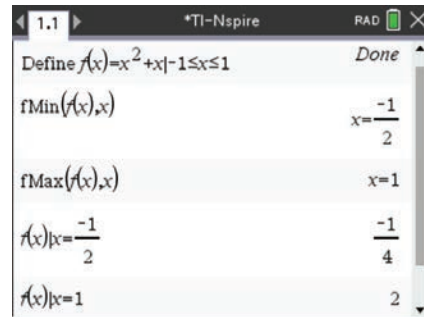 1.1 *TI-Nspire RAD
Define f(x)=x²+x|-1≤x≤1 Done
fMin(f(x),x) x=-1/2
fMax(f(x),x) x=1
f(x)|x=-1/2 -1/4
f(x)|x=1 2